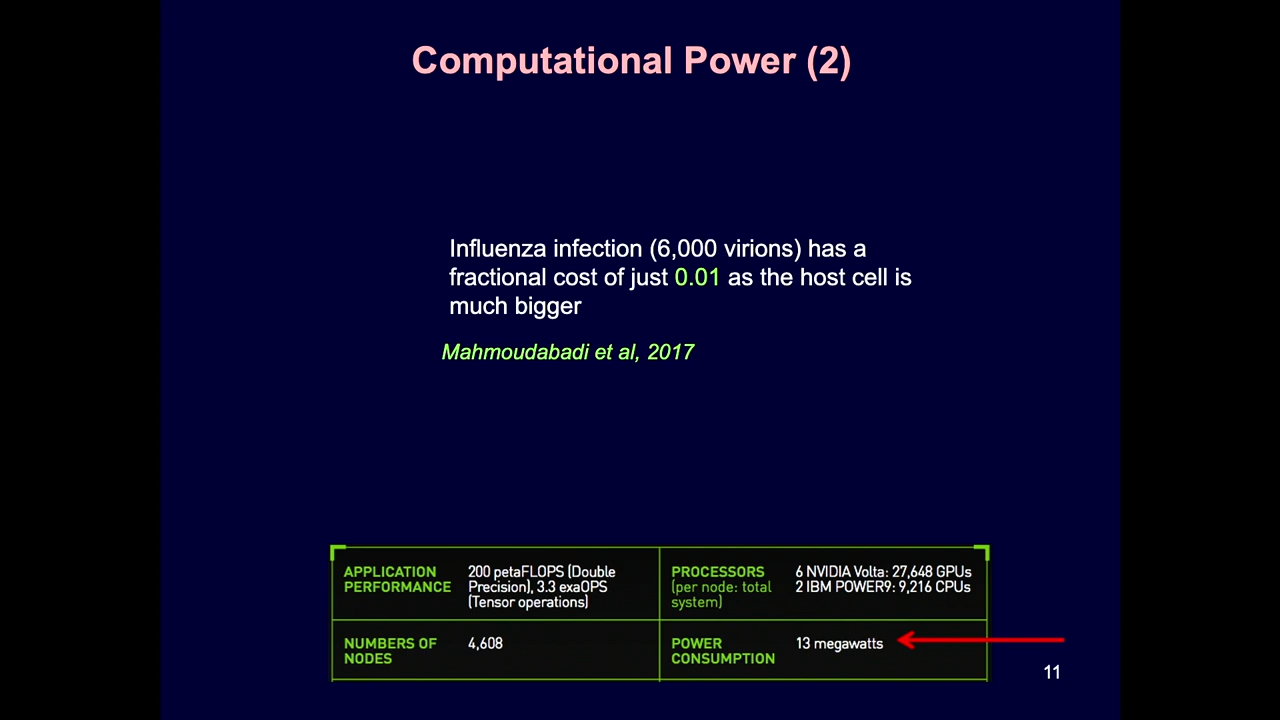 Computational Power (2)
Influenza infection (6,000 virions) has a
fractional cost of just 0.01 as the host cell is
much bigger
Mahmoudabadi et al, 2017
APPLICATION PERFORMANCE
200 petaFLOPS (Double
Precision), 3.3 exaOPS
(Tensor operations)
PROCESSORS
(per node: total
system)
6 NVIDIA Volta: 27,648 GPUs
2 IBM POWER9: 9,216 CPUs
NUMBERS OF
NODES
4,608
POWER
CONSUMPTION
13 megawatts
11